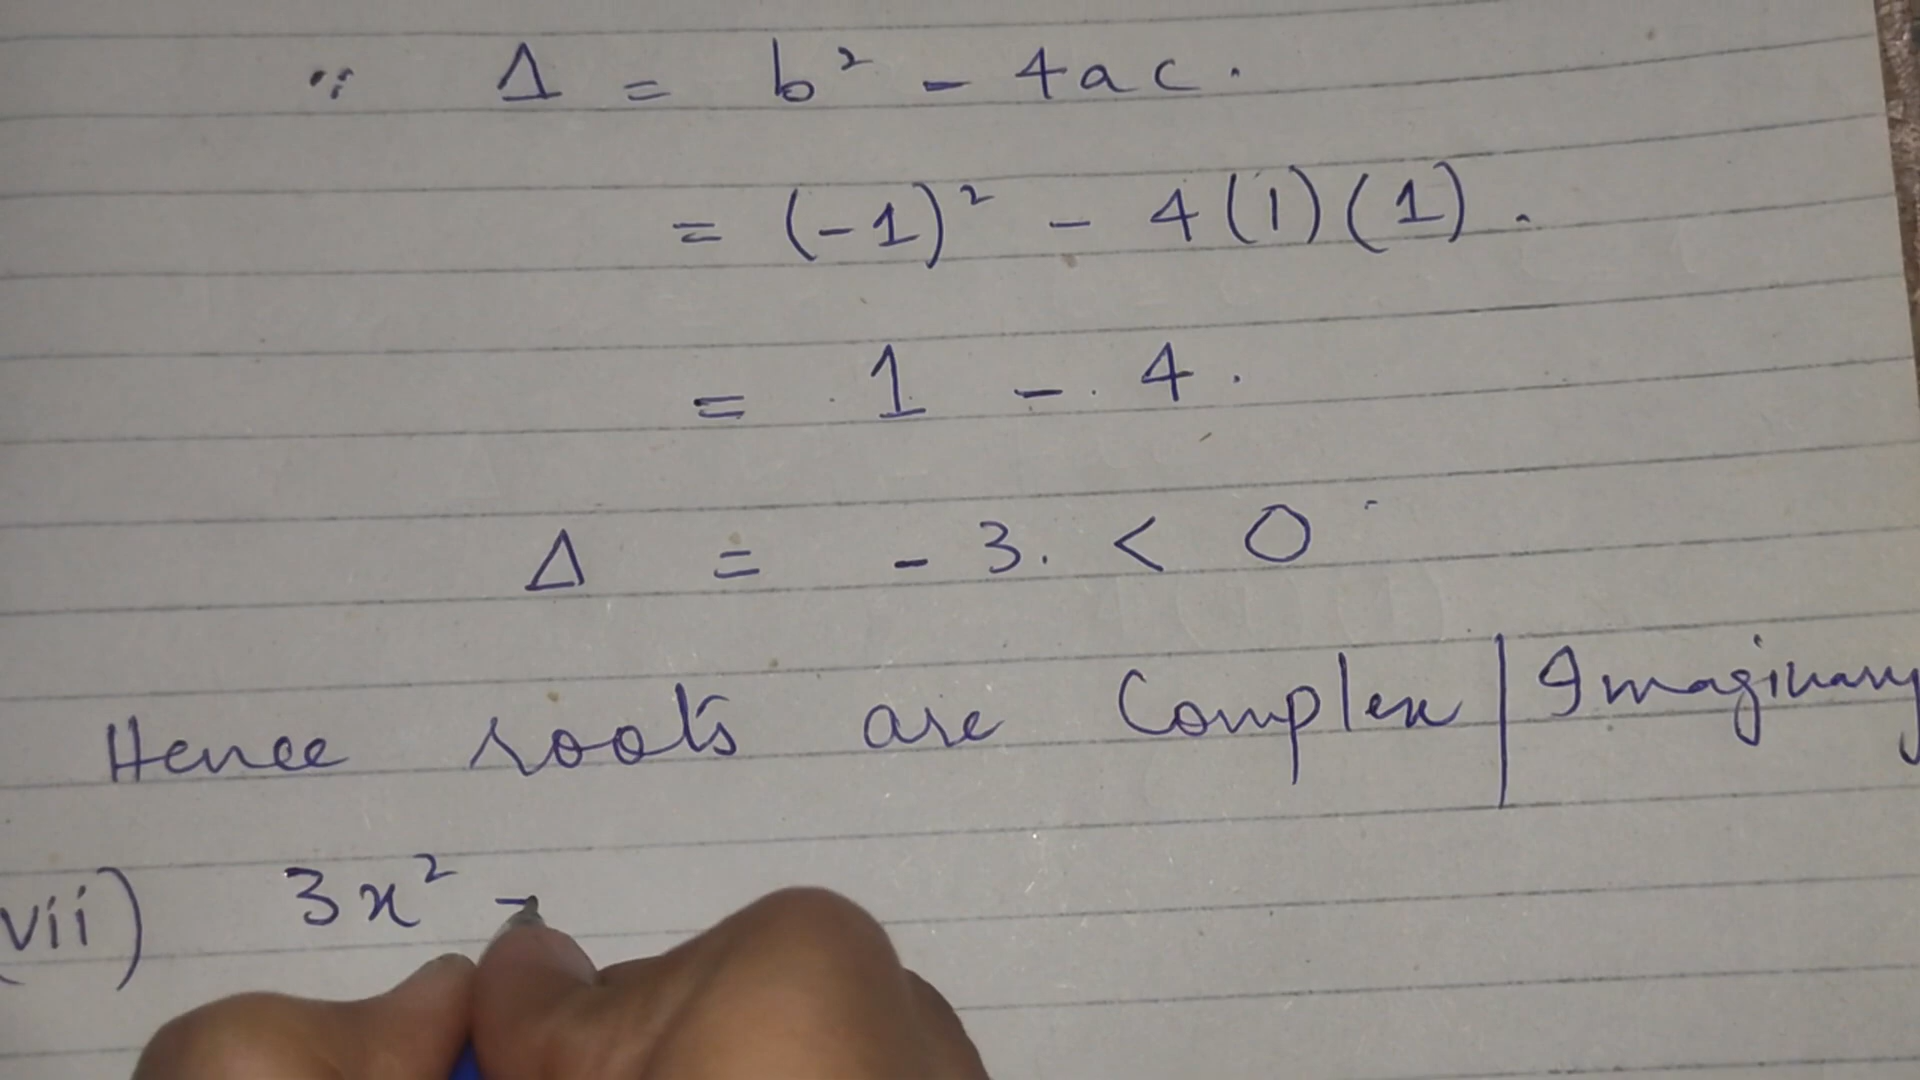 ∵ Δ = b² - 4ac.
= (-1)² - 4(1)(1).
= 1 - 4.
Δ = -3. < 0
Hence roots are Complex | Imaginary
(vii) 3x² -